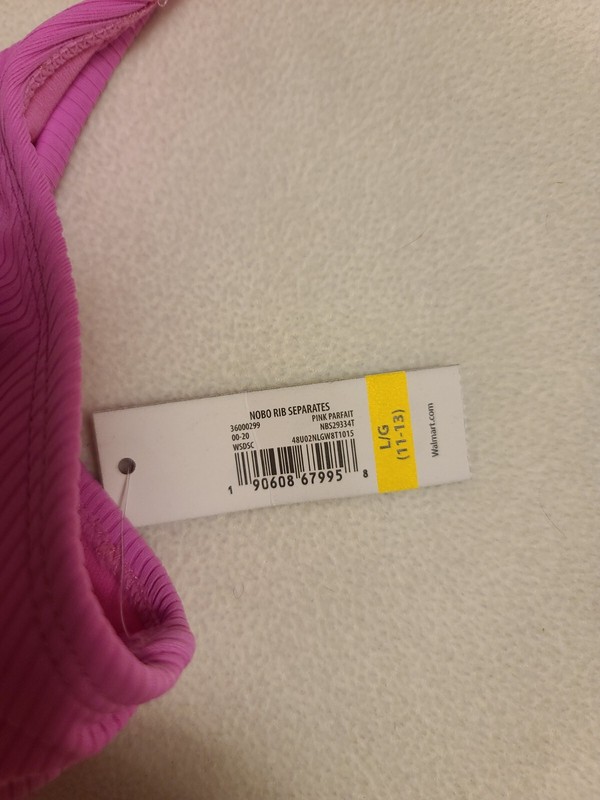 NOBO RIB SEPARATES
36000299 PINK PARFAIT
00-20 NBS29334T
WSDSC 48U02NLGW8T1015
1 90608 67995 8
L/G
(11-13)
Walmart.com